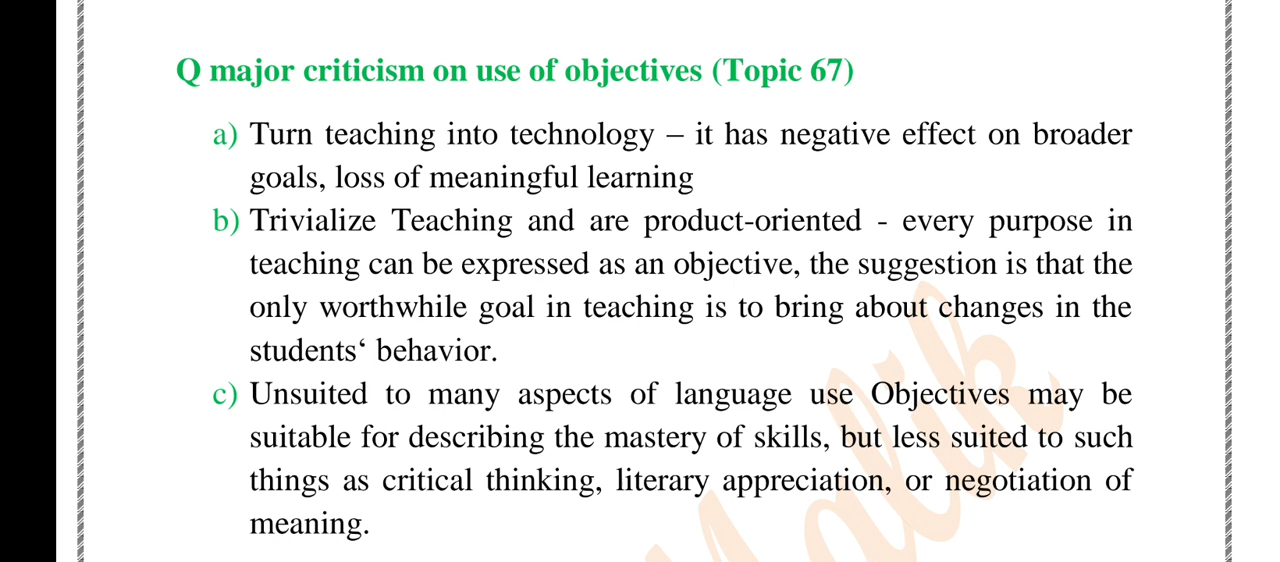 Q major criticism on use of objectives (Topic 67)
a) Turn teaching into technology – it has negative effect on broader
goals, loss of meaningful learning
b) Trivialize Teaching and are product-oriented - every purpose in
teaching can be expressed as an objective, the suggestion is that the
only worthwhile goal in teaching is to bring about changes in the
students‘ behavior.
c) Unsuited to many aspects of language use Objectives may be
suitable for describing the mastery of skills, but less suited to such
things as critical thinking, literary appreciation, or negotiation of
meaning.
Malik